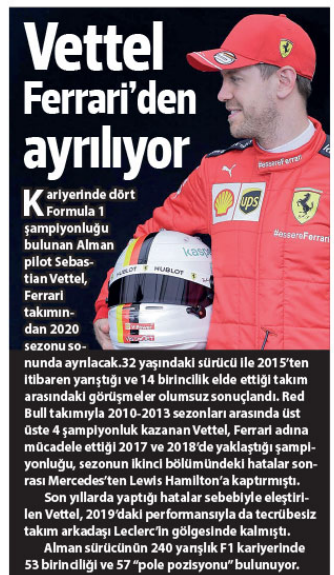 Vettel
Ferrari'den
ayrılıyor
Kariyerinde dört
Formula 1
şampiyonluğu
bulunan Alman
pilot Sebas-
tian Vettel,
Ferrari
takımın-
dan 2020
sezonu so-
nunda ayrılacak.32 yaşındaki sürücü ile 2015'ten
itibaren yarıştığı ve 14 birincilik elde ettiği takım
arasındaki görüşmeler olumsuz sonuçlandı. Red
Bull takımıyla 2010-2013 sezonları arasında üst
üste 4 şampiyonluk kazanan Vettel, Ferrari adına
mücadele ettiği 2017 ve 2018'de yaklaştığı şampi-
yonluğu, sezonun ikinci bölümündeki hatalar son-
rası Mercedes'ten Lewis Hamilton'a kaptırmıştı.
Son yıllarda yaptığı hatalar sebebiyle eleştiri-
len Vettel, 2019'daki performansıyla da tecrübesiz
takım arkadaşı Leclerc'in gölgesinde kalmıştı.
Alman sürücünün 240 yarışlık F1 kariyerinde
53 birinciliği ve 57 "pole pozisyonu" bulunuyor.
#essereFerrari
ups
#essereFerrari
HUBLOT
HUBLOT